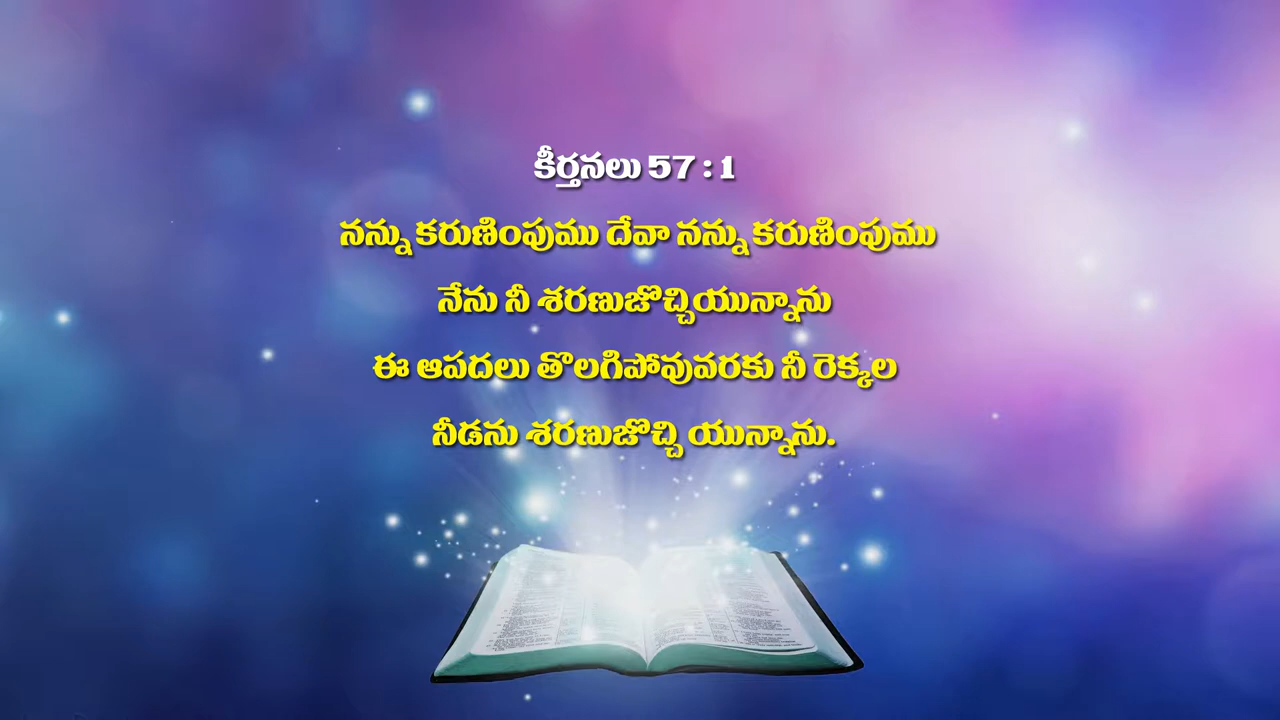 కీర్తనలు 57 : 1
నన్ను కరుణింపుము దేవా నన్ను కరుణింపుము
నేను నీ శరణుజొచ్చియున్నాను
ఈ ఆపదలు తొలగిపోవువరకు నీ రెక్కల
నీడను శరణుజొచ్చి యున్నాను.